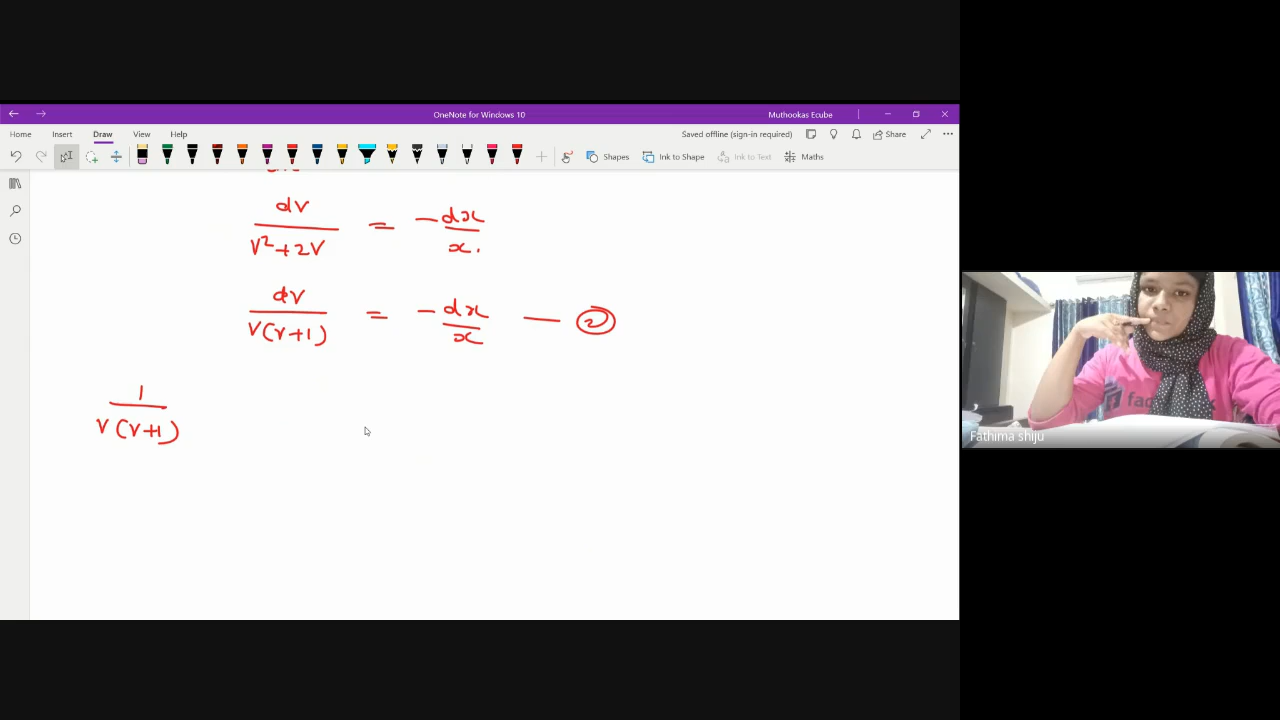 OneNote for Windows 10
Muthookas Ecube
Home Insert Draw View Help
Saved offline (sign-in required)
Share
Shapes Ink to Shape Ink to Text Maths
dv/(v²+2v) = -dx/x.
dv/(v(v+1)) = -dx/x — ②
1/(v(v+1))
Fathima shiju